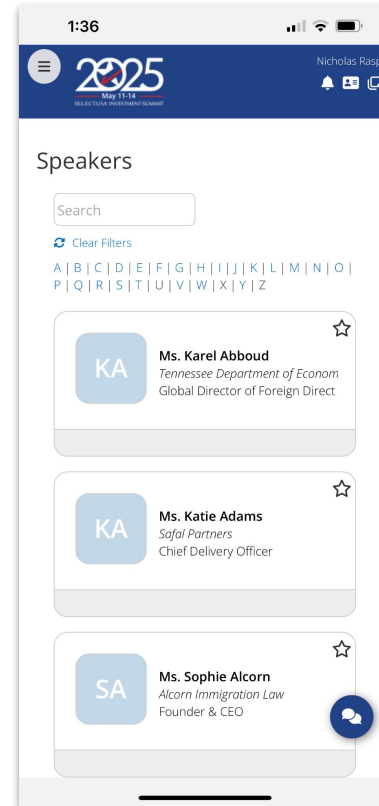 1:36
2025
May 11-14
SELECTUSA INVESTMENT SUMMIT
Nicholas Rasp
Speakers
Search
Clear Filters
A | B | C | D | E | F | G | H | I | J | K | L | M | N | O |
P | Q | R | S | T | U | V | W | X | Y | Z
KA
Ms. Karel Abboud
Tennessee Department of Econom
Global Director of Foreign Direct
KA
Ms. Katie Adams
Safal Partners
Chief Delivery Officer
SA
Ms. Sophie Alcorn
Alcorn Immigration Law
Founder & CEO